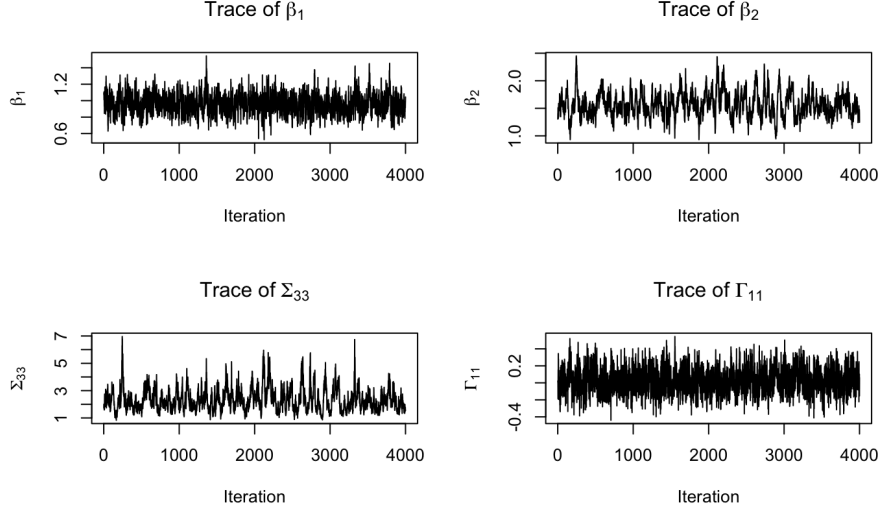 Trace of β₁
β₁
0.6 1.2
0 1000 2000 3000 4000
Iteration
Trace of β₂
β₂
1.0 2.0
0 1000 2000 3000 4000
Iteration
Trace of Σ₃₃
Σ₃₃
1 3 5 7
0 1000 2000 3000 4000
Iteration
Trace of Γ₁₁
Γ₁₁
-0.4 0.2
0 1000 2000 3000 4000
Iteration